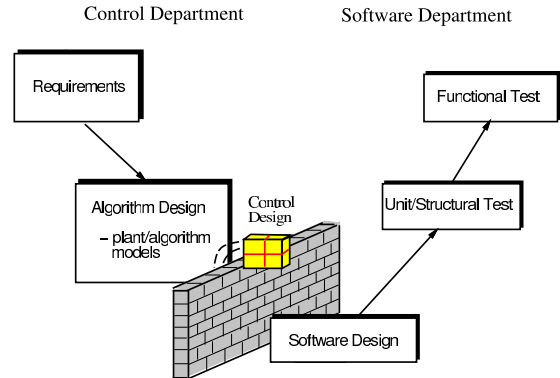 Control Department
Software Department
Requirements
Functional Test
Algorithm Design
– plant/algorithm
models
Control
Design
Unit/Structural Test
Software Design